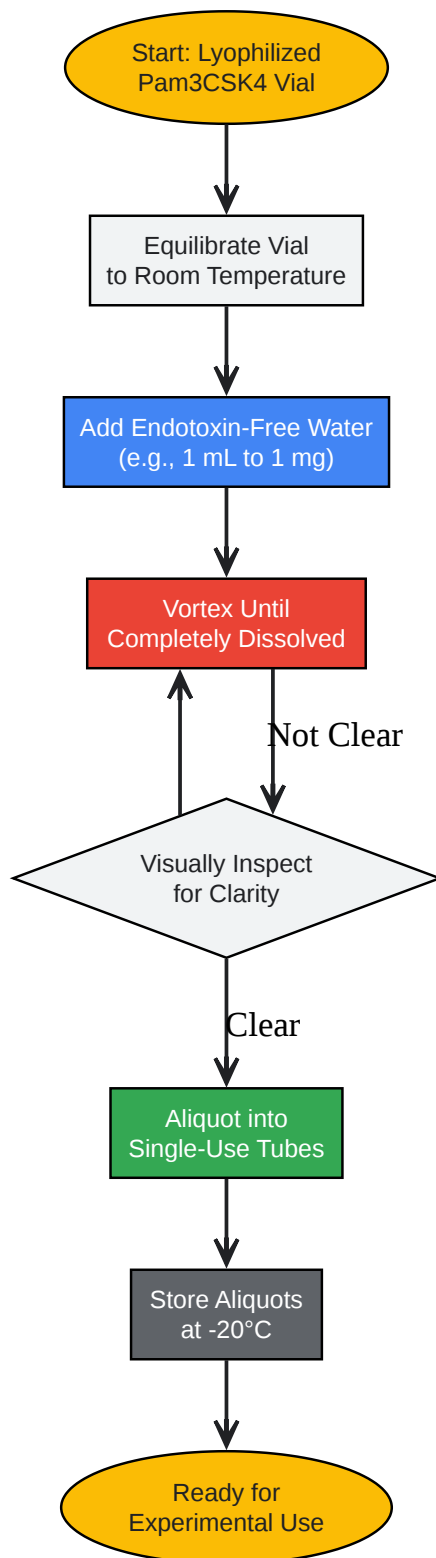 Start: Lyophilized
Pam3CSK4 Vial
Equilibrate Vial
to Room Temperature
Add Endotoxin-Free Water
(e.g., 1 mL to 1 mg)
Vortex Until
Completely Dissolved
Not Clear
Visually Inspect
for Clarity
Clear
Aliquot into
Single-Use Tubes
Store Aliquots
at -20°C
Ready for
Experimental Use